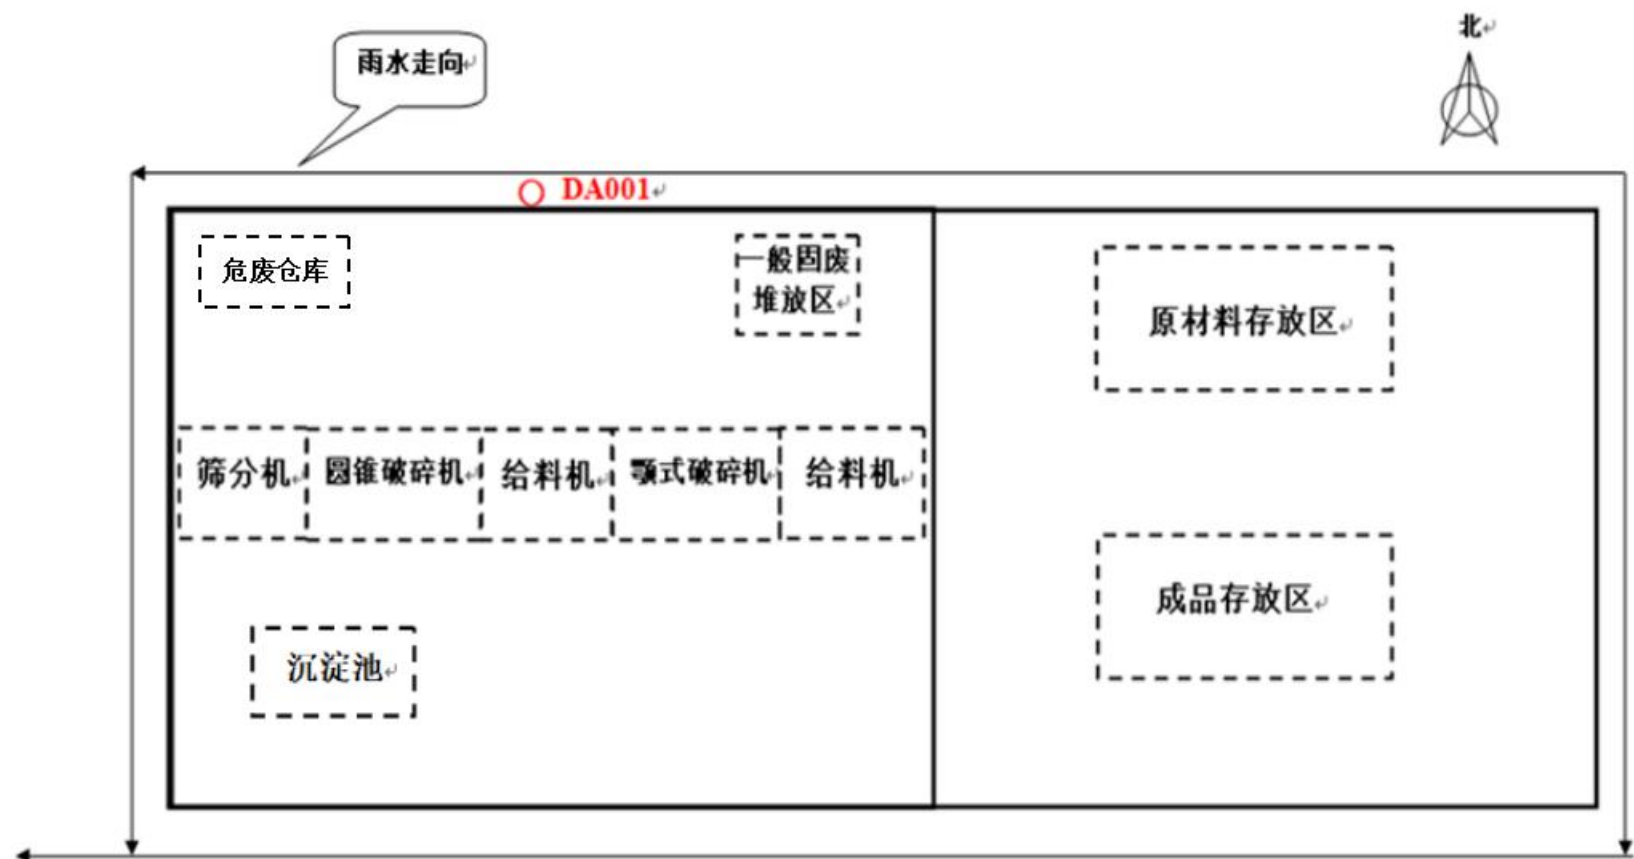 北
雨水走向
DA001
危废仓库
一般固废
堆放区
原材料存放区
筛分机
圆锥破碎机
给料机
颚式破碎机
给料机
成品存放区
沉淀池